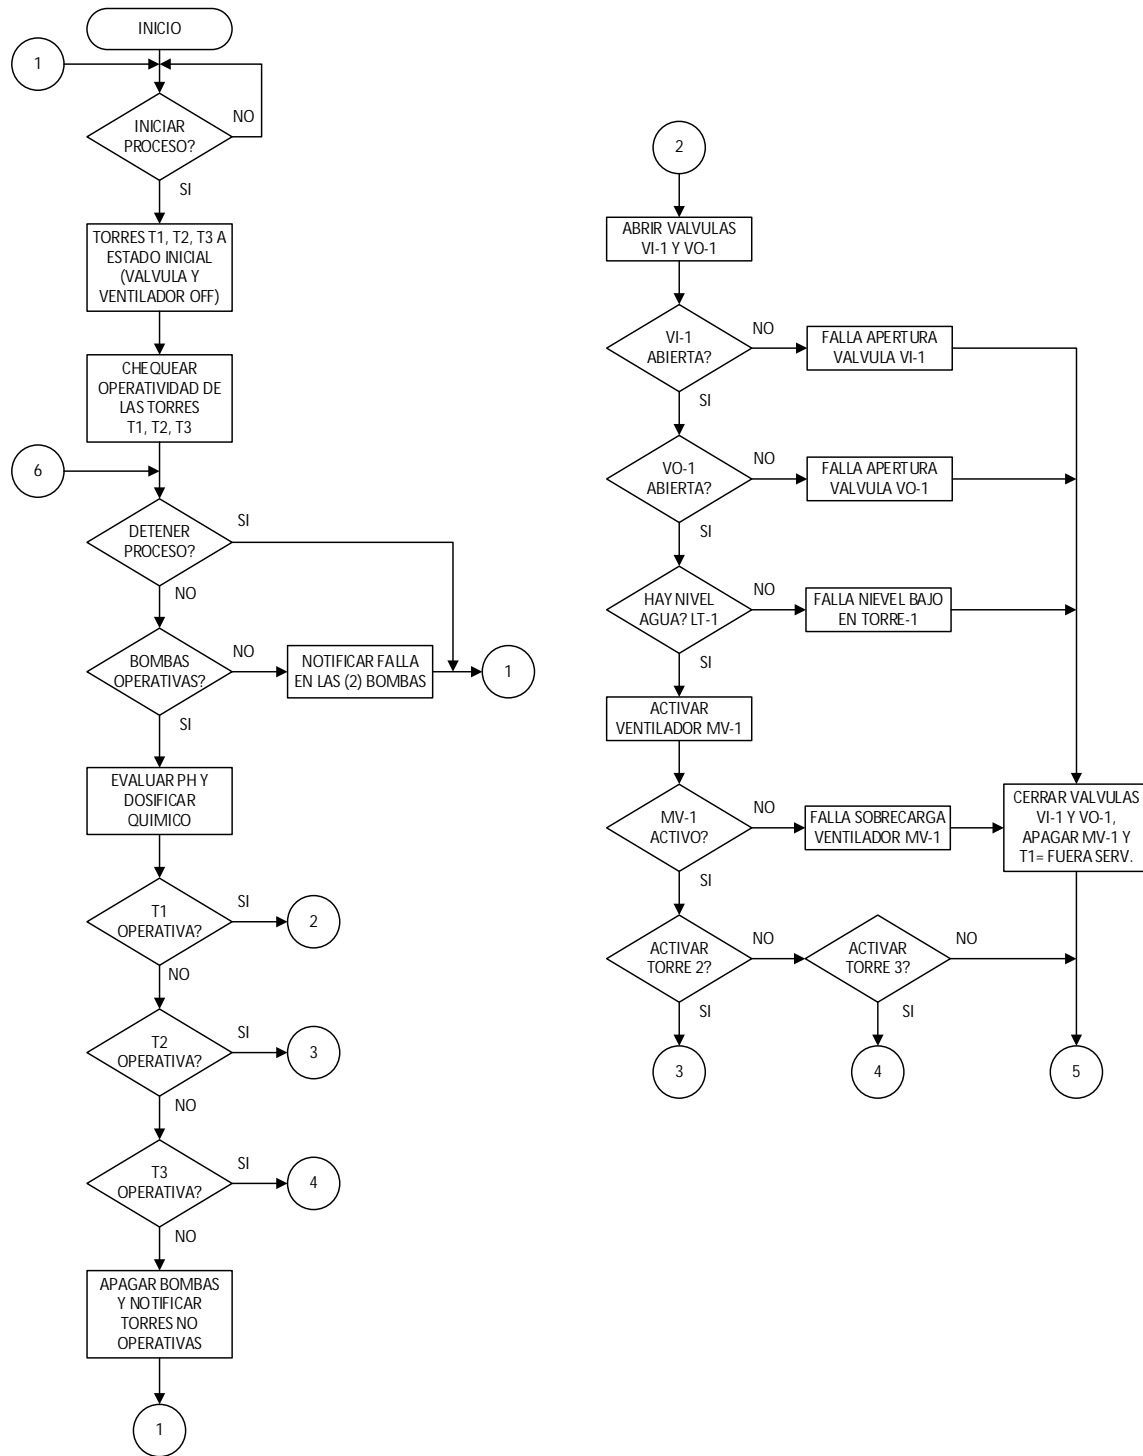 INICIO
1
INICIAR
PROCESO?
NO
SI
TORRES T1, T2, T3 A
ESTADO INICIAL
(VALVULA Y
VENTILADOR OFF)
CHEQUEAR
OPERATIVIDAD DE
LAS TORRES
T1, T2, T3
6
DETENER
PROCESO?
SI
NO
BOMBAS
OPERATIVAS?
NO
NOTIFICAR FALLA
EN LAS (2) BOMBAS
1
SI
EVALUAR PH Y
DOSIFICAR
QUIMICO
T1
OPERATIVA?
SI
2
NO
T2
OPERATIVA?
SI
3
NO
T3
OPERATIVA?
SI
4
NO
APAGAR BOMBAS
Y NOTIFICAR
TORRES NO
OPERATIVAS
1
2
ABRIR VALVULAS
VI-1 Y VO-1
VI-1
ABIERTA?
NO
FALLA APERTURA
VALVULA VI-1
SI
VO-1
ABIERTA?
NO
FALLA APERTURA
VALVULA VO-1
SI
HAY NIVEL
AGUA? LT-1
NO
FALLA NIEVEL BAJO
EN TORRE-1
SI
ACTIVAR
VENTILADOR MV-1
MV-1
ACTIVO?
NO
FALLA SOBRECARGA
VENTILADOR MV-1
CERRAR VALVULAS
VI-1 Y VO-1,
APAGAR MV-1 Y
T1= FUERA SERV.
SI
ACTIVAR
TORRE 2?
NO
ACTIVAR
TORRE 3?
NO
SI
SI
3
4
5